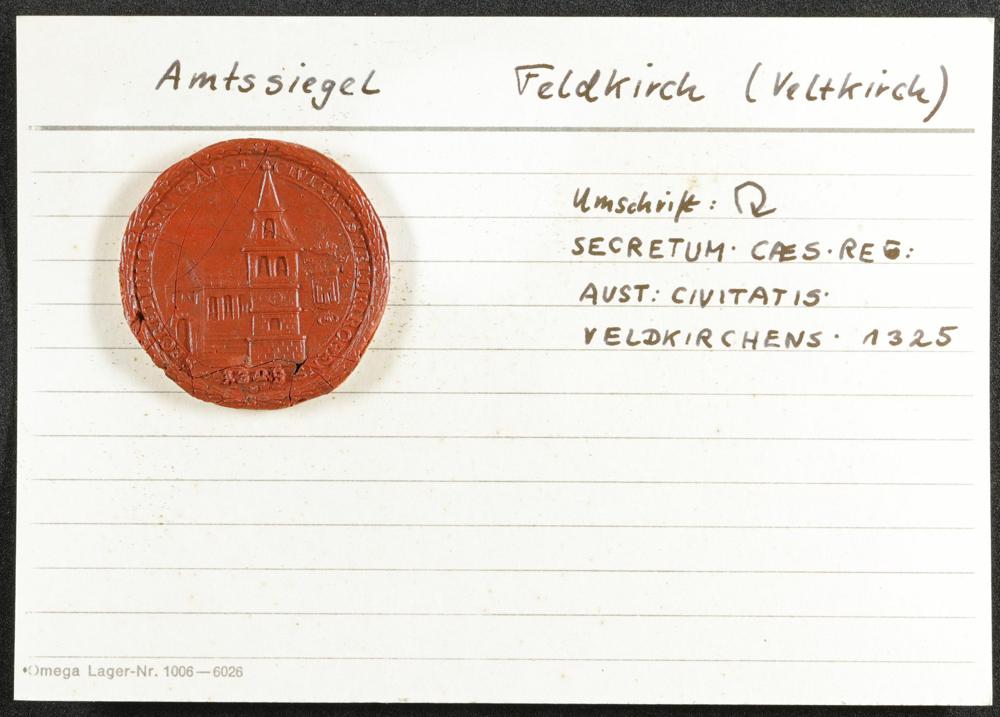 Amtssiegel Feldkirch (Veltkirch)
Umschrift:
SECRETUM· CÆS·REG:
AUST: CIVITATIS·
VELDKIRCHENS· 1325
Omega Lager-Nr. 1006—6026